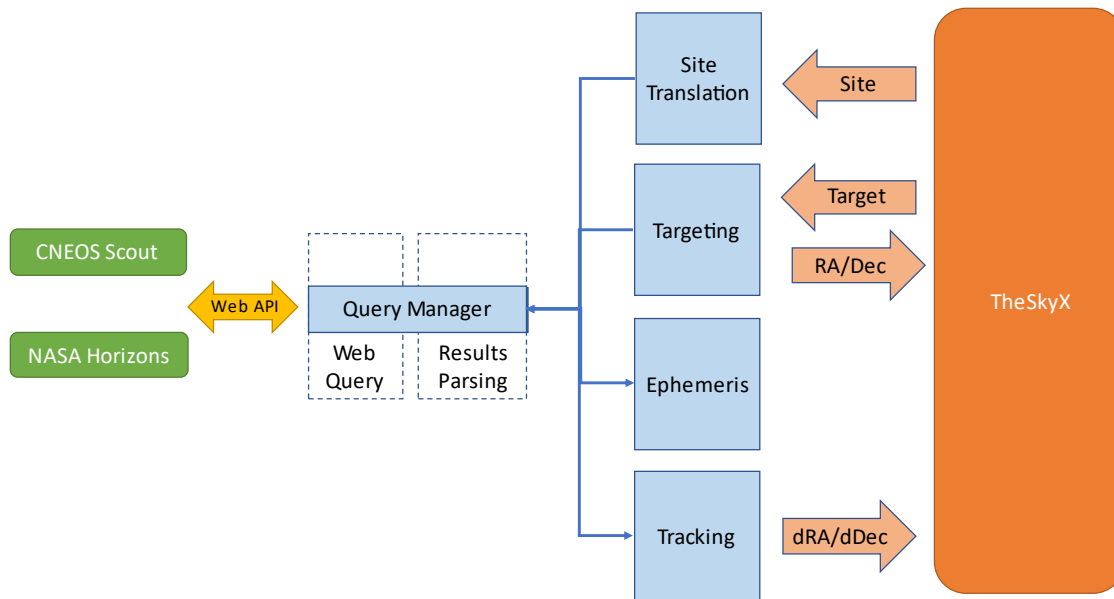 CNEOS Scout
NASA Horizons
Web API
Query Manager
Web
Query
Results
Parsing
Site
Translation
Targeting
Ephemeris
Tracking
Site
Target
RA/Dec
dRA/dDec
TheSkyX